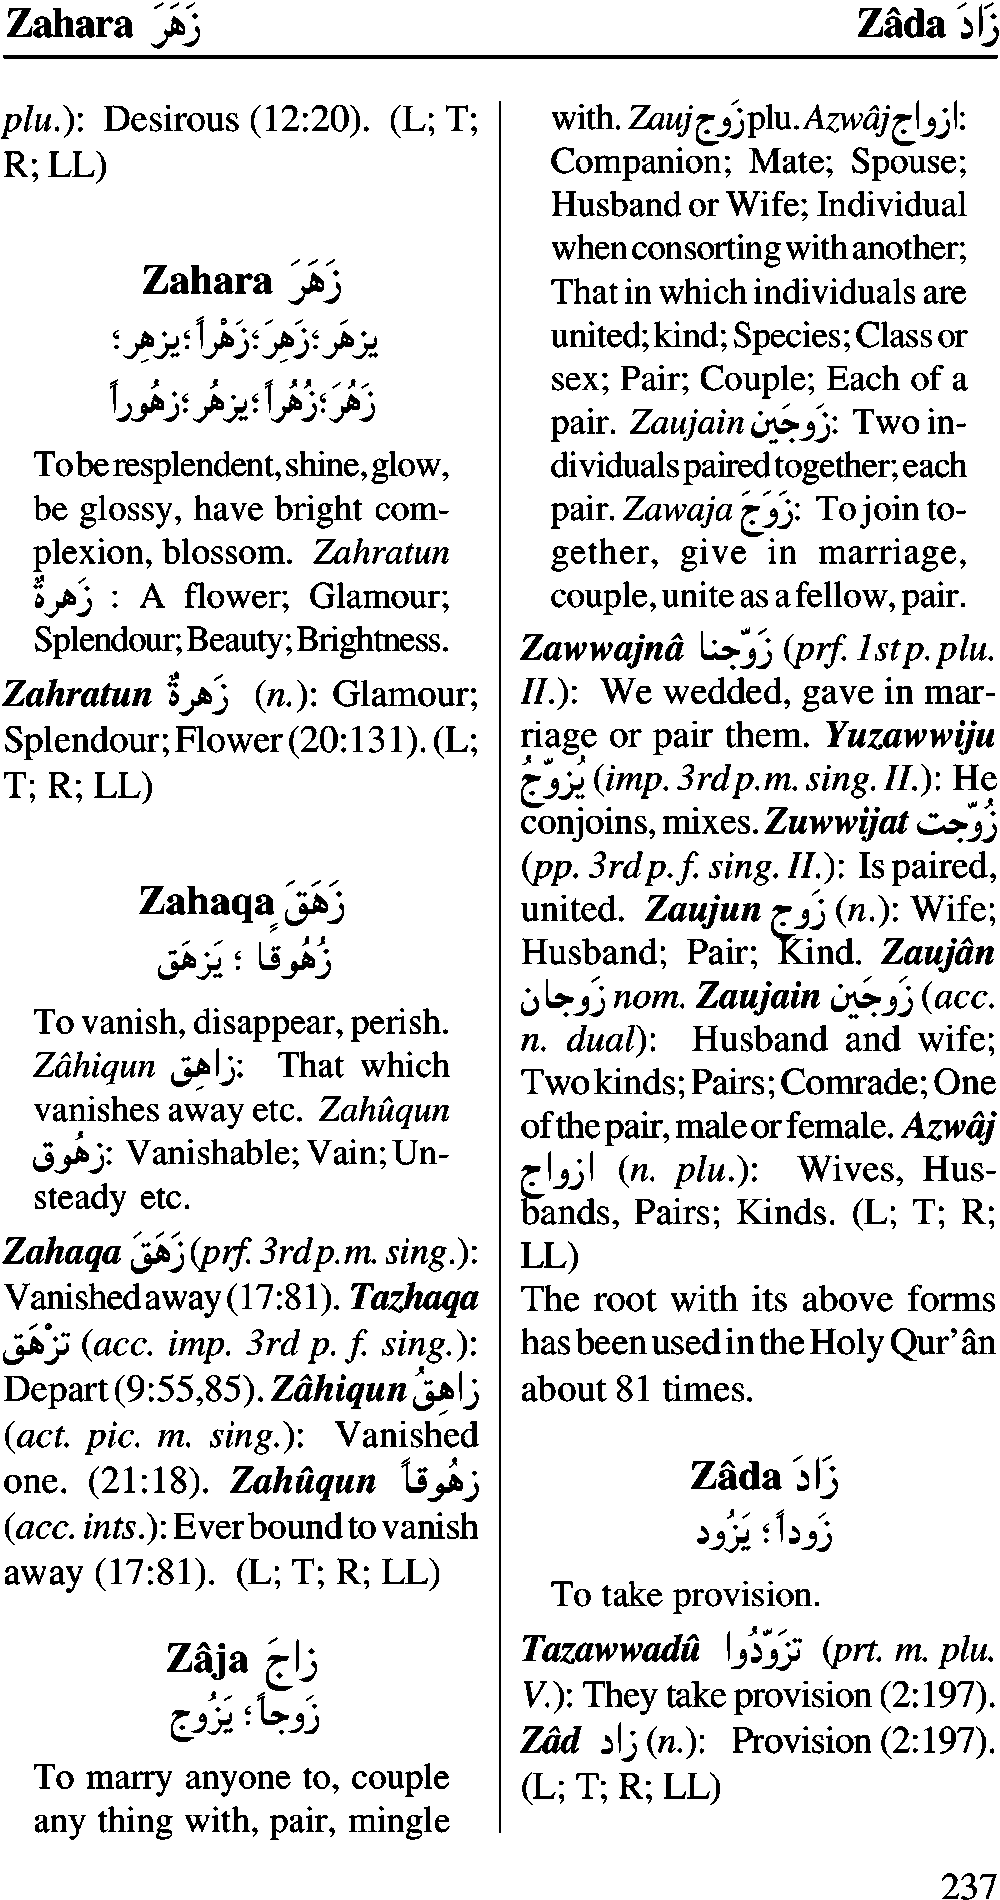 Zahara زَهَرَ
Zâda زَادَ
plu.): Desirous (12:20). (L; T;
R; LL)
Zahara زَهَرَ
يزهَر؛زَهِرَ؛زَهْراً؛يزهِر؛
زَهُرَ؛زُهُراً؛يزهُر؛زهُوراً
To be resplendent, shine, glow,
be glossy, have bright com-
plexion, blossom. Zahratun
زَهرةٌ : A flower; Glamour;
Splendour; Beauty; Brightness.
Zahratun زَهرةٌ (n.): Glamour;
Splendour; Flower (20:131). (L;
T; R; LL)
Zahaqa زَهَقَ
زُهُوقا ؛ يَزهَق
To vanish, disappear, perish.
Zâhiqun زاهِق: That which
vanishes away etc. Zahûqun
زهُوق: Vanishable; Vain; Un-
steady etc.
Zahaqa زَهَقَ (prf. 3rd p. m. sing.):
Vanished away (17:81). Tazhaqa
تزْهَق (acc. imp. 3rd p. f. sing.):
Depart (9:55,85). Zâhiqun زاهِقُ
(act. pic. m. sing.): Vanished
one. (21:18). Zahûqun زهُوقاً
(acc. ints.): Ever bound to vanish
away (17:81). (L; T; R; LL)
Zâja زاجَ
زَوجاً؛ يَزُوج
To marry anyone to, couple
any thing with, pair, mingle
with. Zauj زَوج plu. Azwâj ازواج:
Companion; Mate; Spouse;
Husband or Wife; Individual
when consorting with another;
That in which individuals are
united; kind; Species; Class or
sex; Pair; Couple; Each of a
pair. Zaujain زَوجَين: Two in-
dividuals paired together; each
pair. Zawaja زَوَجَ: To join to-
gether, give in marriage,
couple, unite as a fellow, pair.
Zawwajnâ زَوّجنا (prf. 1st p. plu.
II.): We wedded, gave in mar-
riage or pair them. Yuzawwiju
يُزوّجُ (imp. 3rd p. m. sing. II.): He
conjoins, mixes. Zuwwijat زُوّجت
(pp. 3rd p. f. sing. II.): Is paired,
united. Zaujun زَوج (n.): Wife;
Husband; Pair; Kind. Zaujân
زَوجان nom. Zaujain زَوجَين (acc.
n. dual): Husband and wife;
Two kinds; Pairs; Comrade; One
of the pair, male or female. Azwâj
ازواج (n. plu.): Wives, Hus-
bands, Pairs; Kinds. (L; T; R;
LL)
The root with its above forms
has been used in the Holy Qur'ân
about 81 times.
Zâda زَادَ
زَوداً ؛ يَزُود
To take provision.
Tazawwadû تزَوّدُوا (prt. m. plu.
V.): They take provision (2:197).
Zâd زاد (n.): Provision (2:197).
(L; T; R; LL)
237